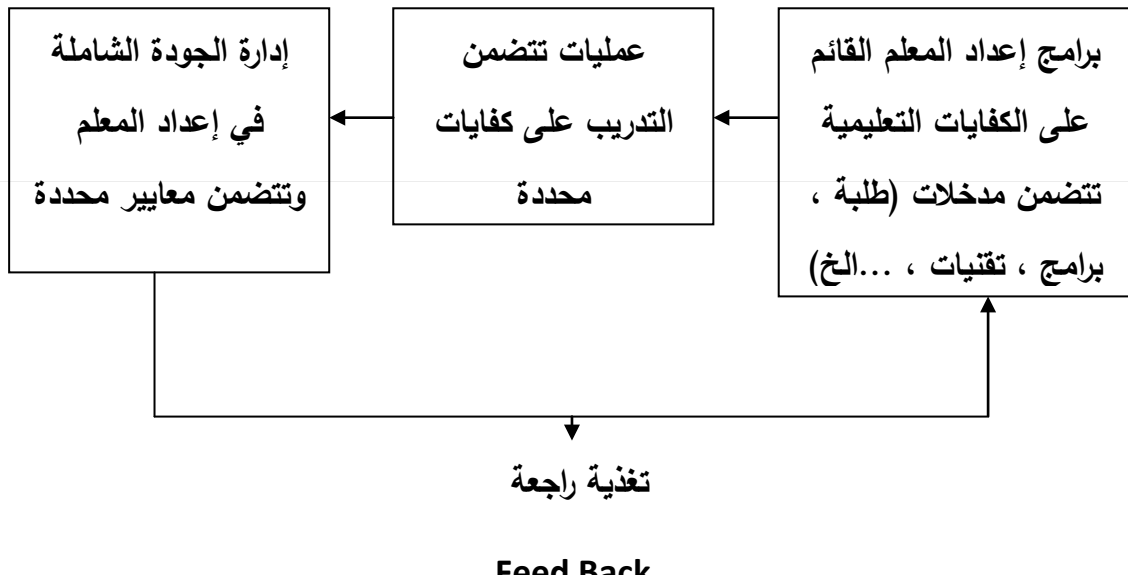 برامج إعداد المعلم القائم
على الكفايات التعليمية
تتضمن مدخلات (طلبة ،
برامج ، تقنيات ، ...الخ)
عمليات تتضمن
التدريب على كفايات
محددة
إدارة الجودة الشاملة
في إعداد المعلم
وتتضمن معايير محددة
تغذية راجعة
Feed Back